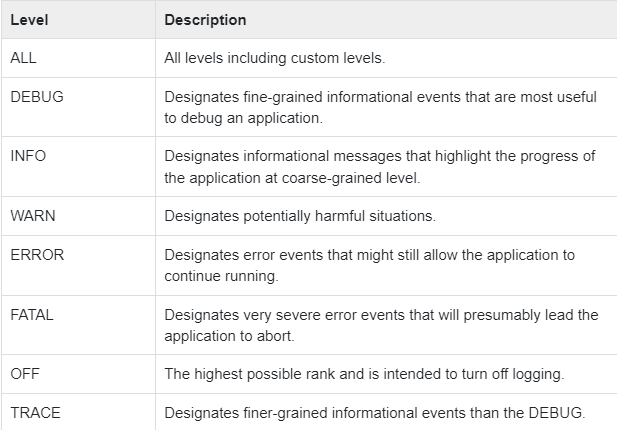 Level Description
ALL All levels including custom levels.
DEBUG Designates fine-grained informational events that are most useful
to debug an application.
INFO Designates informational messages that highlight the progress of
the application at coarse-grained level.
WARN Designates potentially harmful situations.
ERROR Designates error events that might still allow the application to
continue running.
FATAL Designates very severe error events that will presumably lead the
application to abort.
OFF The highest possible rank and is intended to turn off logging.
TRACE Designates finer-grained informational events than the DEBUG.